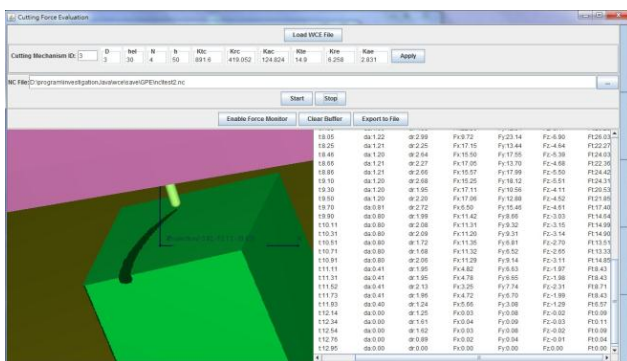 Cutting Force Evaluation
Load WCE File
D hel N h Ktc Krc Kac Kte Kre Kae
Cutting Mechanism ID: 3 3 30 4 50 891.6 419.052 124.824 14.9 6.258 2.831 Apply
NC File: ...
Start Stop
Enable Force Monitor Clear Buffer Export to File
t:8.05 da:1.22 dr:2.99 Fx:9.72 Fy:23.14 Fz:-6.90 Ft:26.03
t:8.25 da:1.21 dr:2.25 Fx:17.15 Fy:13.44 Fz:-4.64 Ft:22.27
t:8.46 da:1.20 dr:2.64 Fx:15.50 Fy:17.55 Fz:-5.38 Ft:24.03
t:8.66 da:1.21 dr:2.27 Fx:17.05 Fy:13.70 Fz:-4.68 Ft:22.36
t:8.86 da:1.21 dr:2.66 Fx:15.57 Fy:17.99 Fz:-5.50 Ft:24.42
t:9.10 da:1.20 dr:2.68 Fx:15.25 Fy:18.12 Fz:-5.51 Ft:24.31
t:9.30 da:1.20 dr:1.95 Fx:17.11 Fy:10.56 Fz:-4.11 Ft:20.53
t:9.50 da:1.20 dr:2.20 Fx:17.06 Fy:12.88 Fz:-4.52 Ft:21.85
t:9.70 da:0.81 dr:2.72 Fx:6.50 Fy:15.46 Fz:-4.61 Ft:17.40
t:9.90 da:0.80 dr:1.99 Fx:11.42 Fy:8.66 Fz:-3.03 Ft:14.64
t:10.11 da:0.80 dr:2.08 Fx:11.31 Fy:9.32 Fz:-3.15 Ft:14.99
t:10.31 da:0.80 dr:2.08 Fx:11.26 Fy:9.31 Fz:-3.14 Ft:14.90
t:10.51 da:0.80 dr:1.72 Fx:11.35 Fy:6.81 Fz:-2.70 Ft:13.51
t:10.71 da:0.80 dr:1.68 Fx:11.32 Fy:6.52 Fz:-2.65 Ft:13.33
t:10.91 da:0.80 dr:2.06 Fx:11.29 Fy:9.14 Fz:-3.11 Ft:14.85
t:11.11 da:0.41 dr:1.95 Fx:4.82 Fy:6.63 Fz:-1.97 Ft:8.43
t:11.31 da:0.41 dr:1.95 Fx:4.78 Fy:6.65 Fz:-1.98 Ft:8.43
t:11.52 da:0.41 dr:2.13 Fx:3.25 Fy:7.74 Fz:-2.31 Ft:8.71
t:11.73 da:0.41 dr:1.96 Fx:4.72 Fy:6.70 Fz:-1.99 Ft:8.43
t:11.93 da:0.40 dr:1.24 Fx:5.66 Fy:3.08 Fz:-1.29 Ft:6.57
t:12.14 da:0.00 dr:1.25 Fx:0.03 Fy:0.08 Fz:-0.02 Ft:0.09
t:12.34 da:0.00 dr:1.61 Fx:0.04 Fy:0.09 Fz:-0.03 Ft:0.11
t:12.54 da:0.00 dr:1.62 Fx:0.03 Fy:0.08 Fz:-0.02 Ft:0.09
t:12.76 da:0.00 dr:0.89 Fx:0.02 Fy:0.04 Fz:-0.01 Ft:0.04
t:12.95 da:0.00 dr:0.00 Fx:0.00 Fy:0.00 Fz:0.00 Ft:0.00